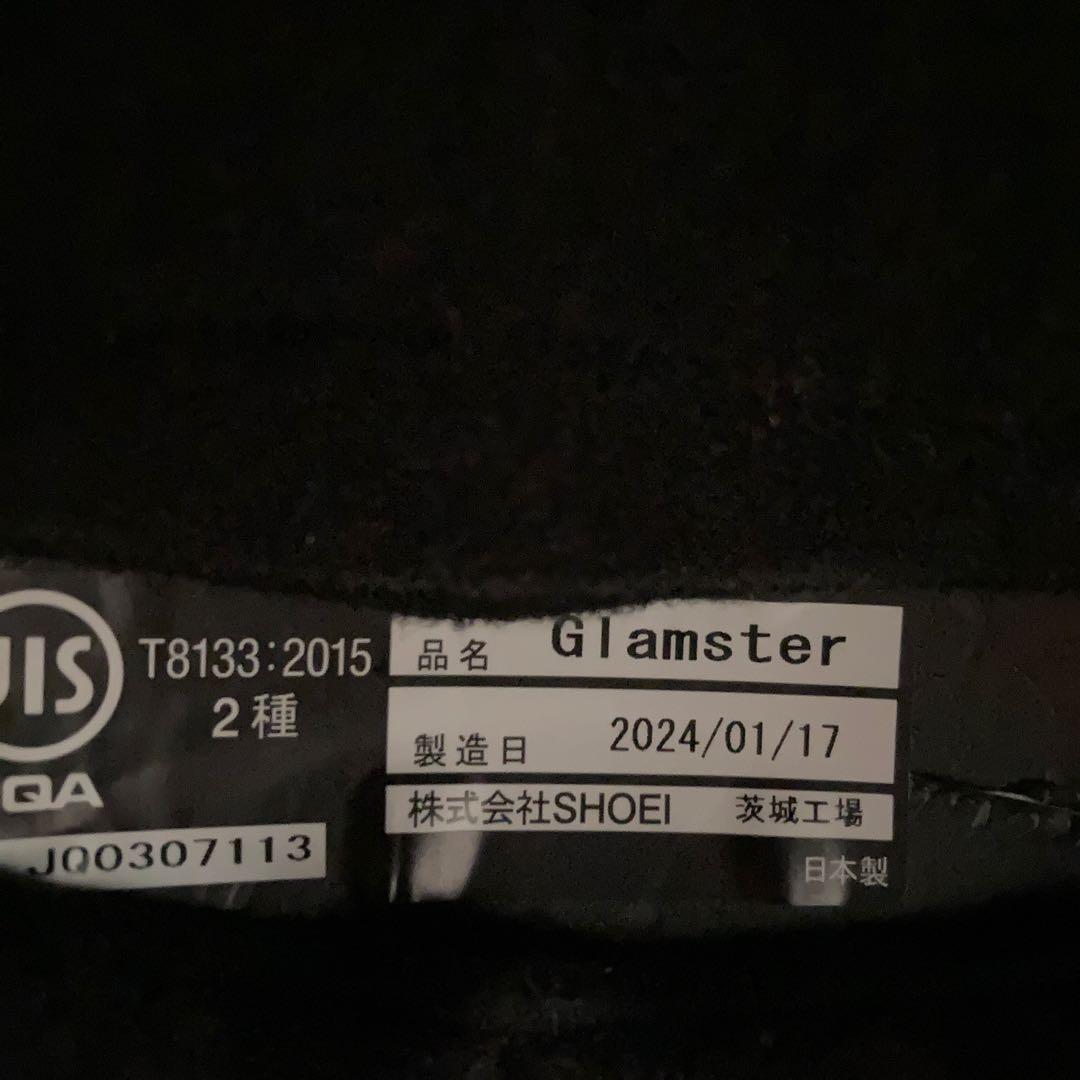 JIS
T8133:2015
2種
JQA
JQ0307113
品名 Glamster
製造日 2024/01/17
株式会社SHOEI 茨城工場
日本製